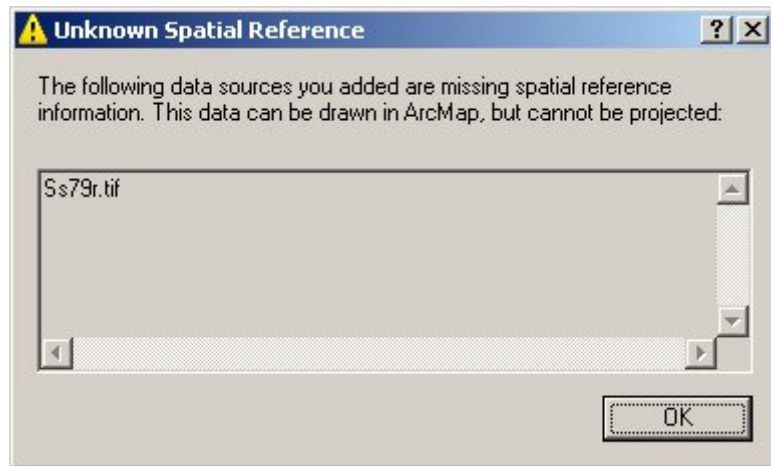 Unknown Spatial Reference
The following data sources you added are missing spatial reference
information. This data can be drawn in ArcMap, but cannot be projected:
Ss79r.tif
OK